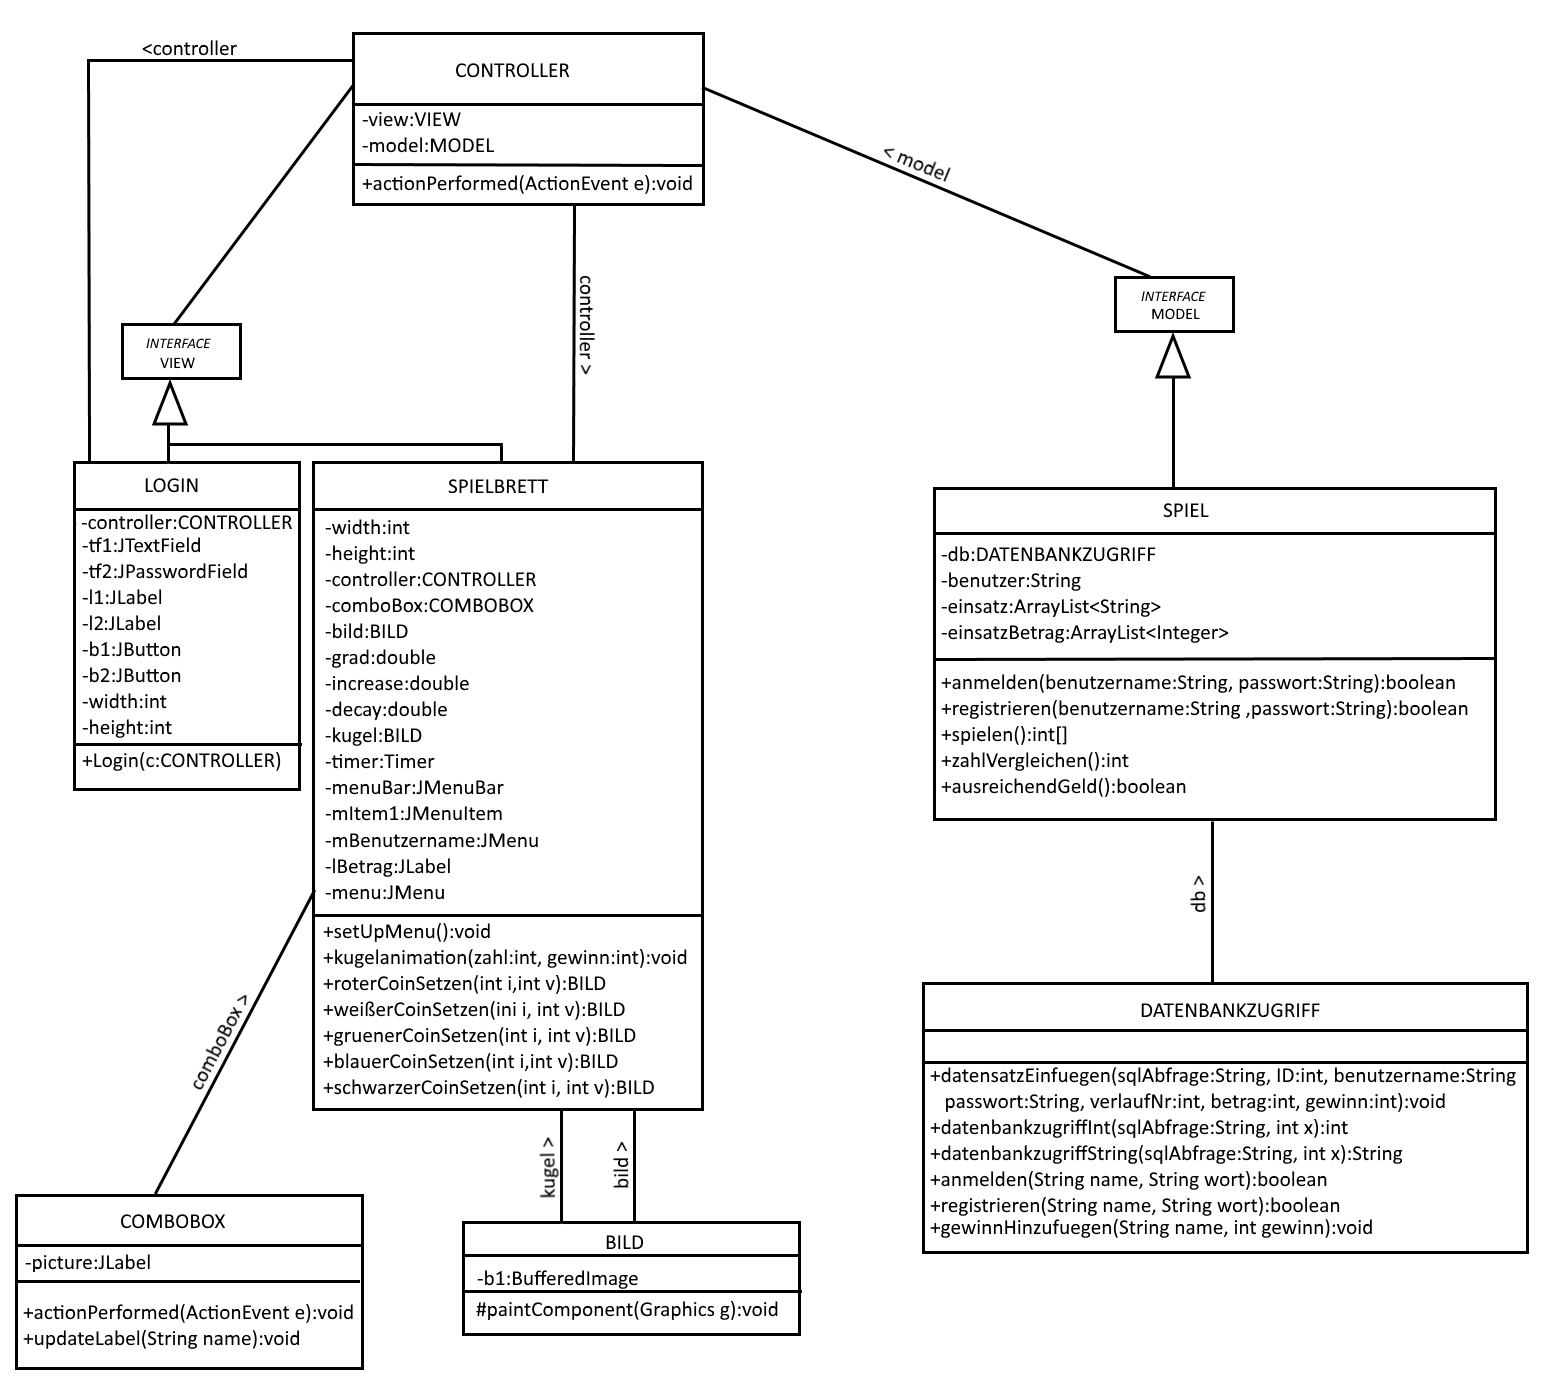 <controller
CONTROLLER
-view:VIEW
-model:MODEL
+actionPerformed(ActionEvent e):void
< model
controller >
INTERFACE
VIEW
INTERFACE
MODEL
LOGIN
-controller:CONTROLLER
-tf1:JTextField
-tf2:JPasswordField
-l1:JLabel
-l2:JLabel
-b1:JButton
-b2:JButton
-width:int
-height:int
+Login(c:CONTROLLER)
SPIELBRETT
-width:int
-height:int
-controller:CONTROLLER
-comboBox:COMBOBOX
-bild:BILD
-grad:double
-increase:double
-decay:double
-kugel:BILD
-timer:Timer
-menuBar:JMenuBar
-mItem1:JMenuItem
-mBenutzername:JMenu
-lBetrag:JLabel
-menu:JMenu
+setUpMenu():void
+kugelanimation(zahl:int, gewinn:int):void
+roterCoinSetzen(int i,int v):BILD
+weißerCoinSetzen(ini i, int v):BILD
+gruenerCoinSetzen(int i, int v):BILD
+blauerCoinSetzen(int i,int v):BILD
+schwarzerCoinSetzen(int i, int v):BILD
SPIEL
-db:DATENBANKZUGRIFF
-benutzer:String
-einsatz:ArrayList<String>
-einsatzBetrag:ArrayList<Integer>
+anmelden(benutzername:String, passwort:String):boolean
+registrieren(benutzername:String ,passwort:String):boolean
+spielen():int[]
+zahlVergleichen():int
+ausreichendGeld():boolean
db >
comboBox >
kugel >
bild >
DATENBANKZUGRIFF
+datensatzEinfuegen(sqlAbfrage:String, ID:int, benutzername:String
passwort:String, verlaufNr:int, betrag:int, gewinn:int):void
+datenbankzugriffInt(sqlAbfrage:String, int x):int
+datenbankzugriffString(sqlAbfrage:String, int x):String
+anmelden(String name, String wort):boolean
+registrieren(String name, String wort):boolean
+gewinnHinzufuegen(String name, int gewinn):void
COMBOBOX
-picture:JLabel
+actionPerformed(ActionEvent e):void
+updateLabel(String name):void
BILD
-b1:BufferedImage
#paintComponent(Graphics g):void